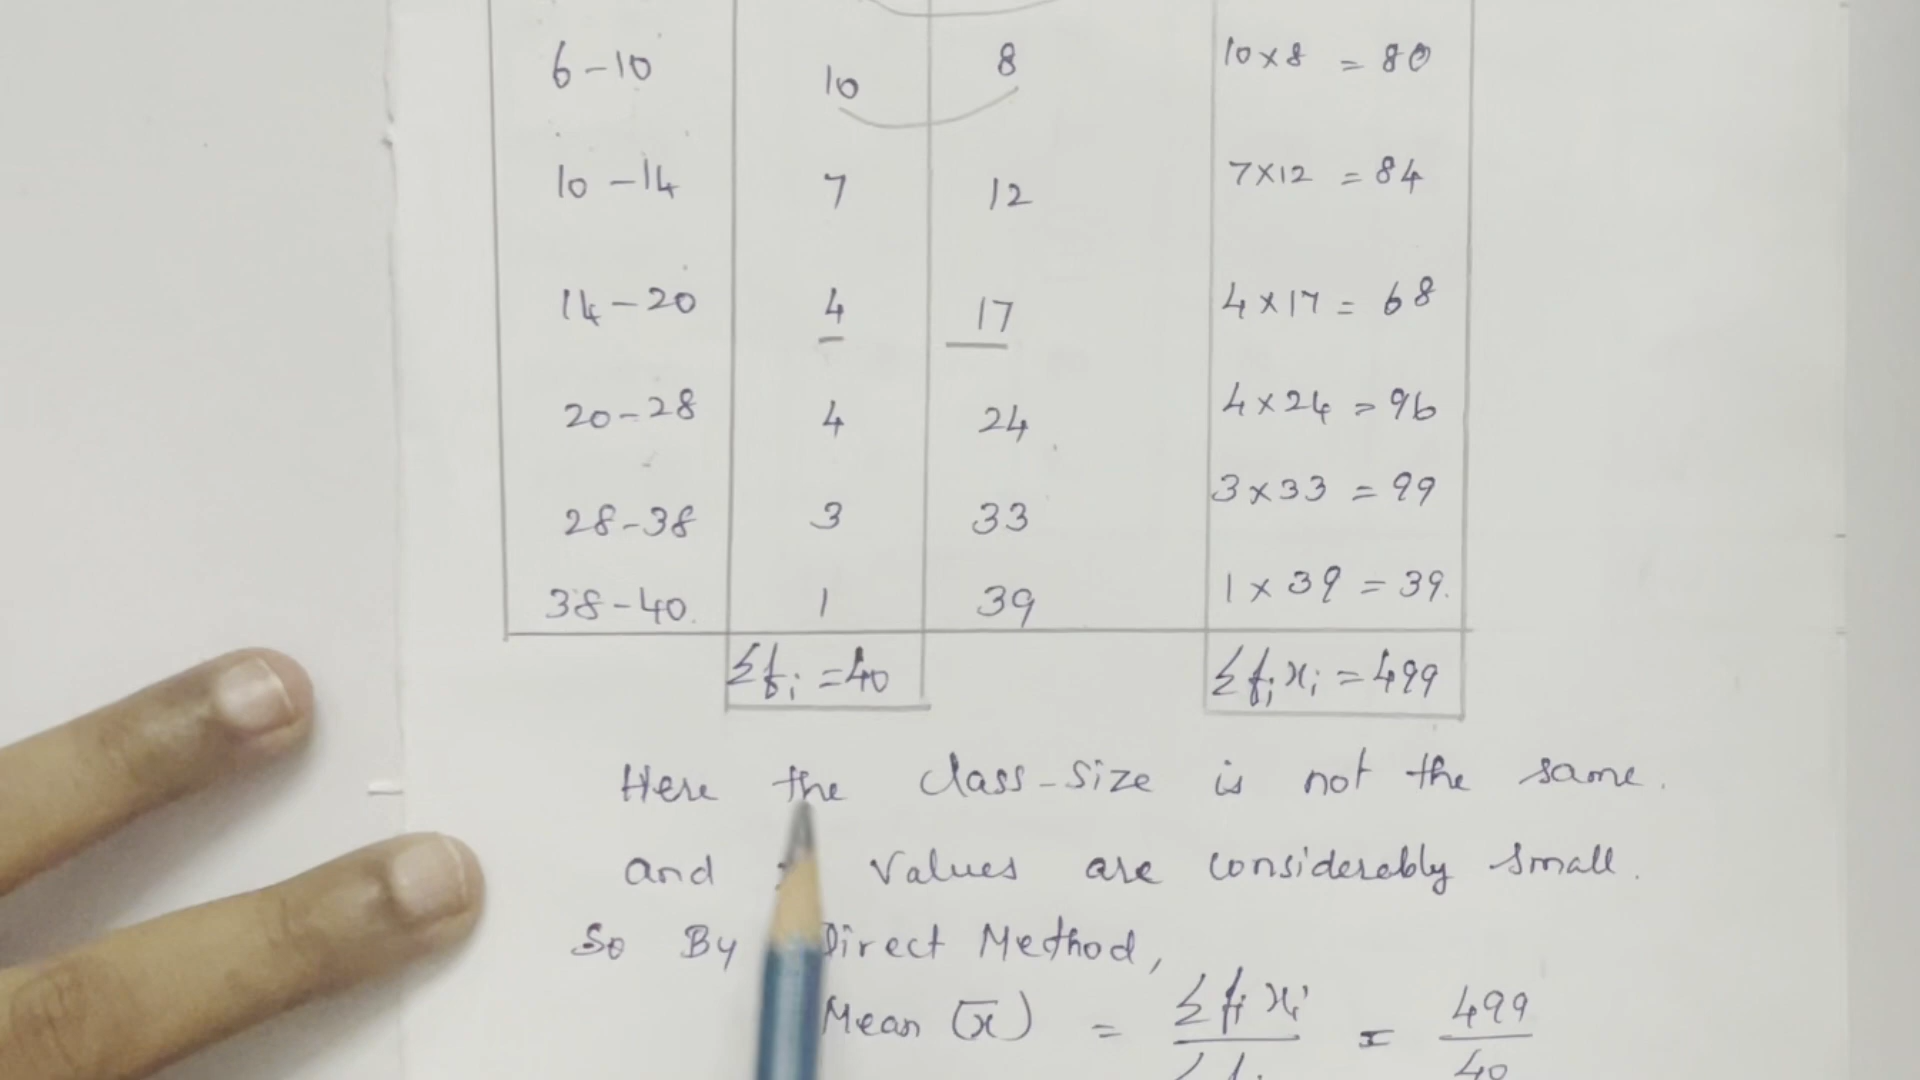 6-10 10 8 10 x 8 = 80
10-14 7 12 7 x 12 = 84
14-20 4 17 4 x 17 = 68
20-28 4 24 4 x 24 = 96
28-38 3 33 3 x 33 = 99
38-40. 1 39 1 x 39 = 39.
Σfi = 40 Σfixi = 499
Here the class-size is not the same.
and values are considerably small.
So By Direct Method,
Mean (x̄) = Σfixi = 499
40